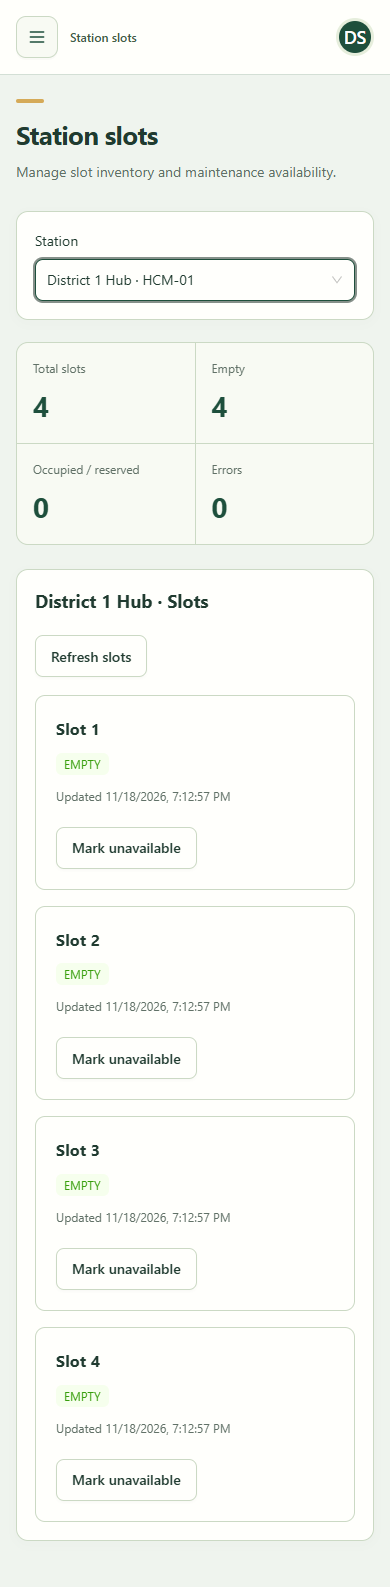 Station slots
DS
Station slots
Manage slot inventory and maintenance availability.
Station
District 1 Hub · HCM-01
Total slots
4
Empty
4
Occupied / reserved
0
Errors
0
District 1 Hub · Slots
Refresh slots
Slot 1
EMPTY
Updated 11/18/2026, 7:12:57 PM
Mark unavailable
Slot 2
EMPTY
Updated 11/18/2026, 7:12:57 PM
Mark unavailable
Slot 3
EMPTY
Updated 11/18/2026, 7:12:57 PM
Mark unavailable
Slot 4
EMPTY
Updated 11/18/2026, 7:12:57 PM
Mark unavailable